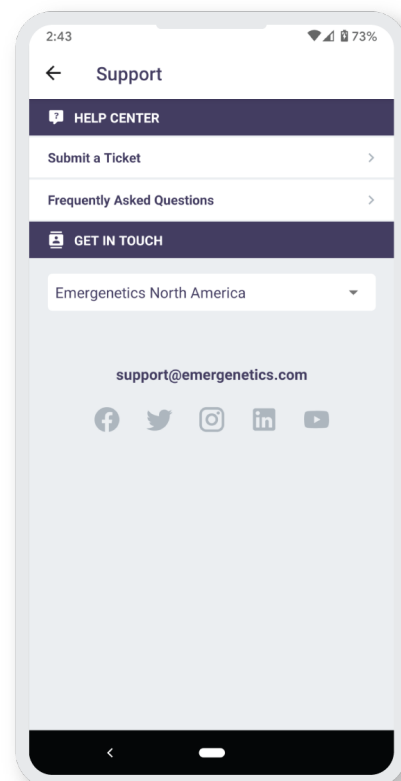 2:43
73%
Support
HELP CENTER
Submit a Ticket
Frequently Asked Questions
GET IN TOUCH
Emergenetics North America
support@emergenetics.com